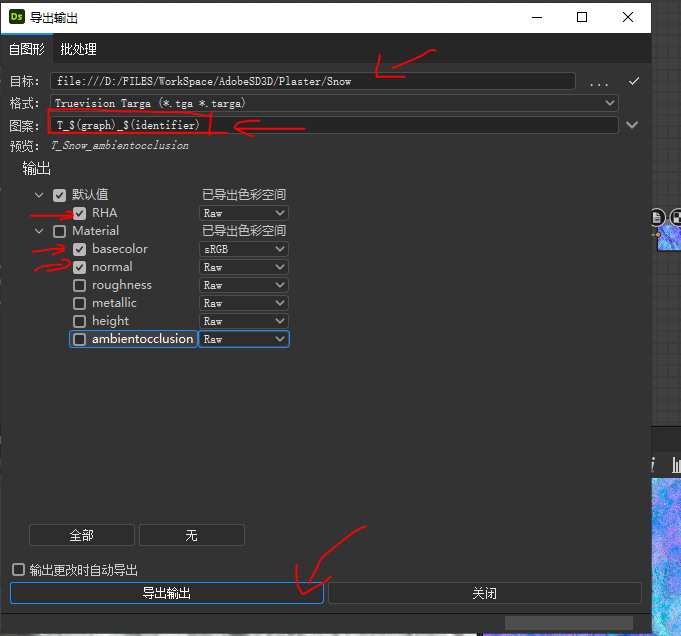 Ds 导出输出
自图形 批处理
目标: file:///D:/FILES/WorkSpace/AdobeSD3D/Plaster/Snow ...
格式: Truevision Targa (*.tga *.targa)
图案: T_$(graph)_$(identifier)
预览: T_Snow_ambientocclusion
输出
默认值 已导出色彩空间
RHA Raw
Material 已导出色彩空间
basecolor sRGB
normal Raw
roughness Raw
metallic Raw
height Raw
ambientocclusion Raw
全部 无
输出更改时自动导出
导出输出 关闭